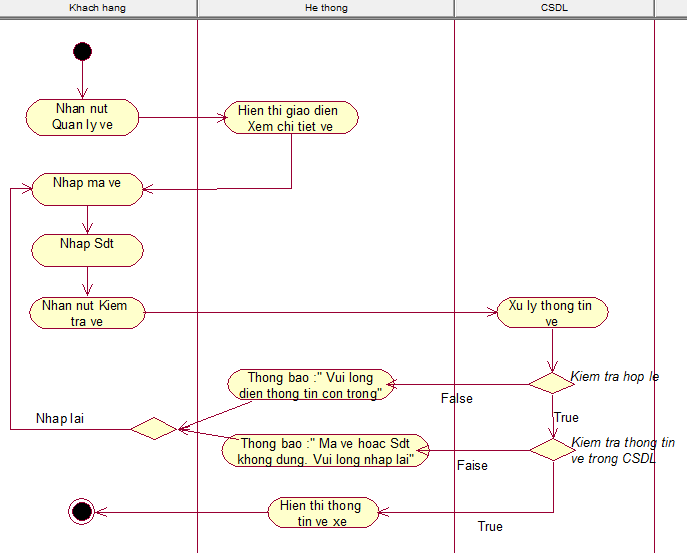 Khach hang
He thong
CSDL
Nhan nut
Quan ly ve
Hien thi giao dien
Xem chi tiet ve
Nhap ma ve
Nhap Sdt
Nhan nut Kiem
tra ve
Xu ly thong tin
ve
Thong bao :" Vui long
dien thong tin con trong"
Kiem tra hop le
False
True
Nhap lai
Thong bao :" Ma ve hoac Sdt
khong dung. Vui long nhap lai"
Kiem tra thong tin
ve trong CSDL
Faise
Hien thi thong
tin ve xe
True